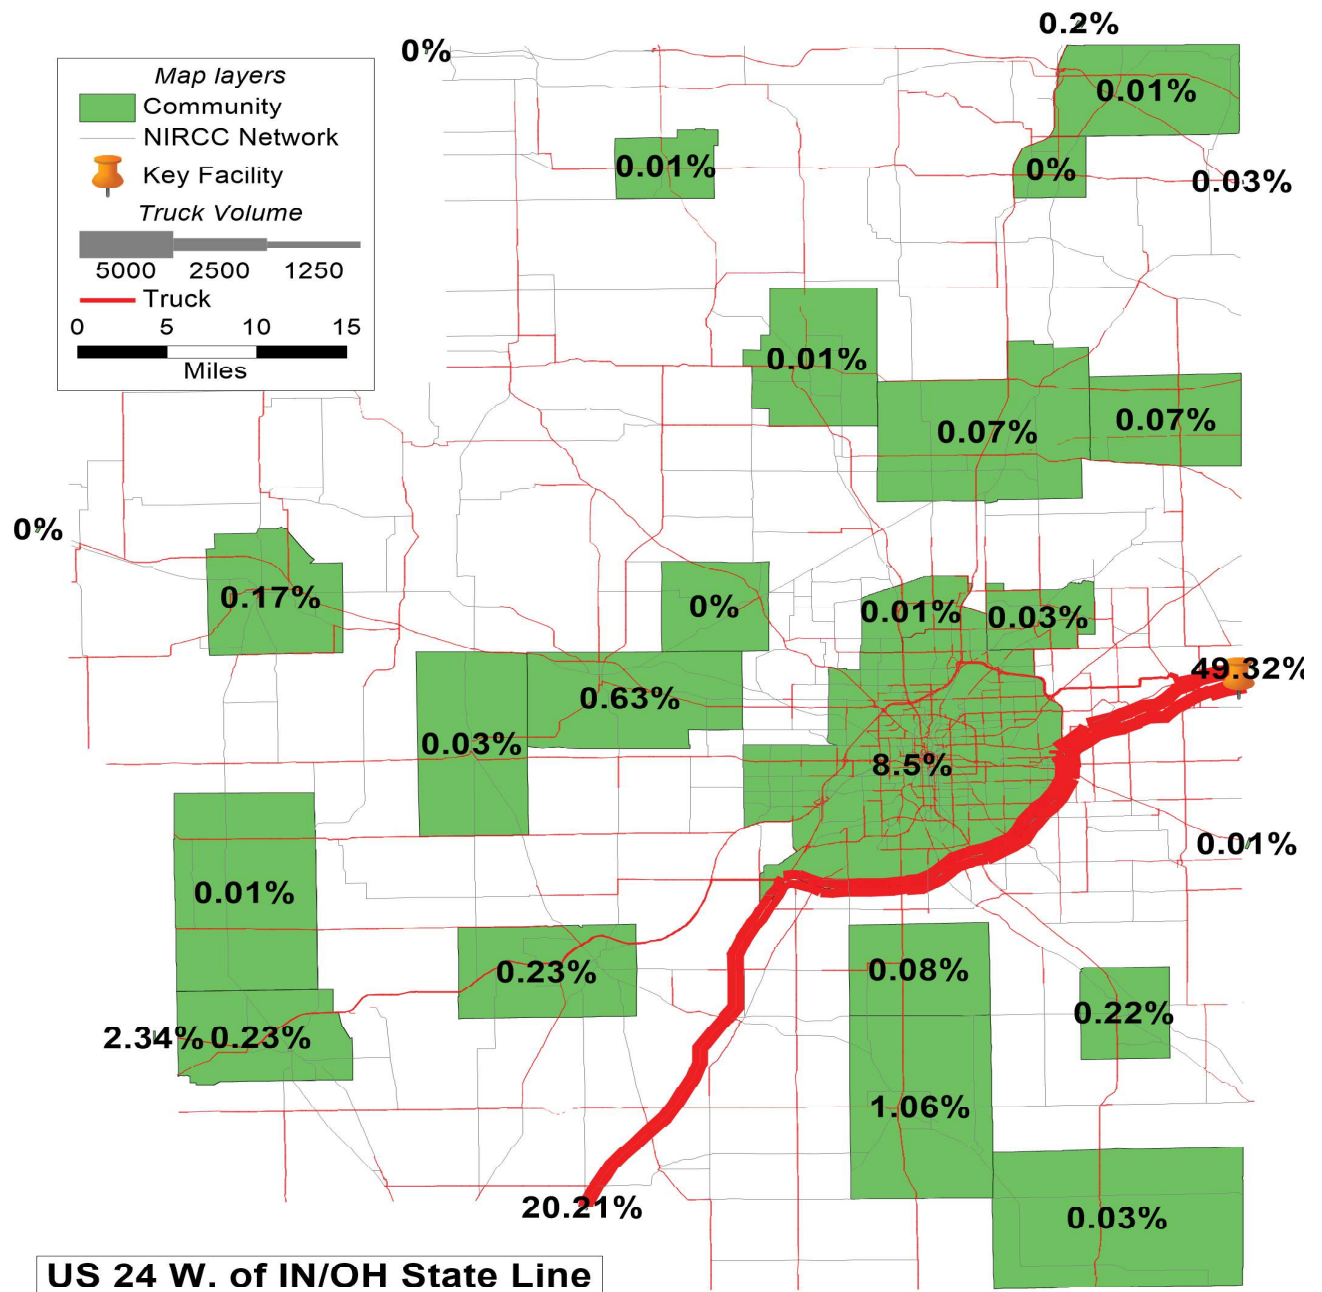 0.2%
0%
Map layers
Community
NIRCC Network
Key Facility
Truck Volume
5000 2500 1250
Truck
0 5 10 15
Miles
0.01%
0.01%
0%
0.03%
0.01%
0.07%
0.07%
0%
0.17%
0%
0.01%
0.03%
49.32%
0.63%
0.03%
8.5%
0.01%
0.01%
0.23%
0.08%
0.22%
2.34% 0.23%
1.06%
20.21%
0.03%
US 24 W. of IN/OH State Line